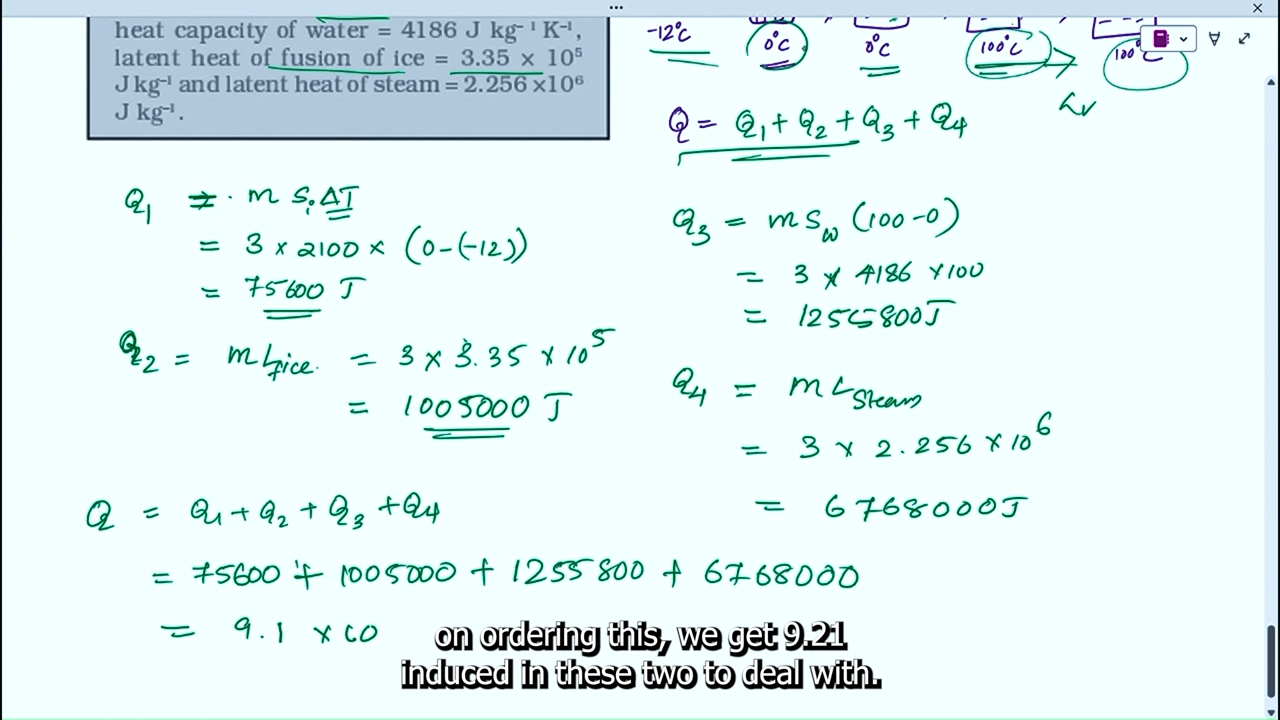 heat capacity of water = 4186 J kg⁻¹ K⁻¹,
latent heat of fusion of ice = 3.35 × 10⁵
J kg⁻¹ and latent heat of steam = 2.256 ×10⁶
J kg⁻¹.
-12°C 0°C 0°C 100°C 100°C
Lv
Q = Q₁ + Q₂ + Q₃ + Q₄
Q₁ = m Sᵢ ΔT
= 3 × 2100 × (0-(-12))
= 75600 J
Q₂ = m L_fice. = 3 × 3.35 × 10⁵
= 1005000 J
Q₃ = m S_w (100-0)
= 3 × 4186 × 100
= 1255800 J
Q₄ = m L_Steam
= 3 × 2.256 × 10⁶
= 6768000 J
Q = Q₁ + Q₂ + Q₃ + Q₄
= 75600 + 1005000 + 1255800 + 6768000
= 9.1 × 10
on ordering this, we get 9.21
induced in these two to deal with.